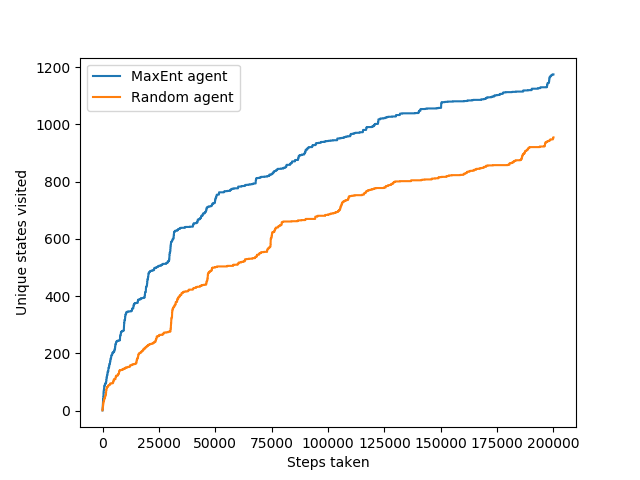 MaxEnt agent
Random agent
1200
1000
800
600
400
200
0
Unique states visited
0 25000 50000 75000 100000 125000 150000 175000 200000
Steps taken